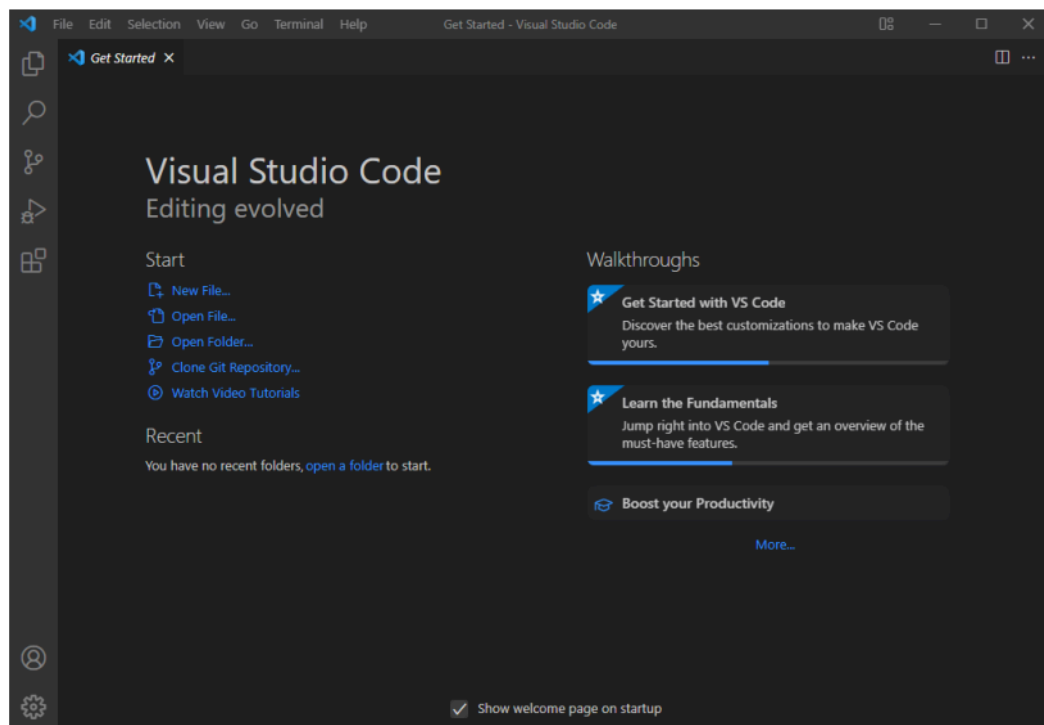 File Edit Selection View Go Terminal Help Get Started - Visual Studio Code
Get Started
Visual Studio Code
Editing evolved
Start
New File...
Open File...
Open Folder...
Clone Git Repository...
Watch Video Tutorials
Recent
You have no recent folders, open a folder to start.
Walkthroughs
Get Started with VS Code
Discover the best customizations to make VS Code
yours.
Learn the Fundamentals
Jump right into VS Code and get an overview of the
must-have features.
Boost your Productivity
More...
Show welcome page on startup